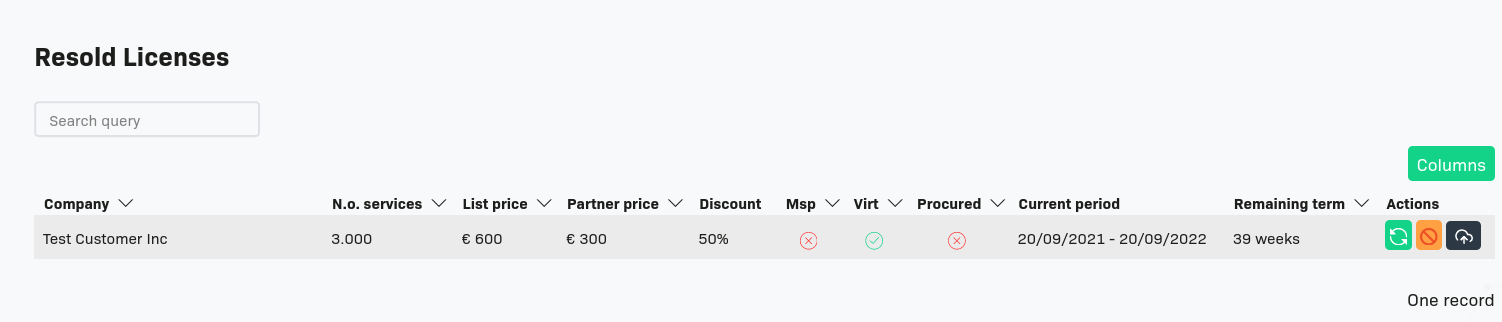 Resold Licenses
Search query
Columns
Company N.o. services List price Partner price Discount Msp Virt Procured Current period Remaining term Actions
Test Customer Inc 3.000 € 600 € 300 50% 20/09/2021 - 20/09/2022 39 weeks
One record